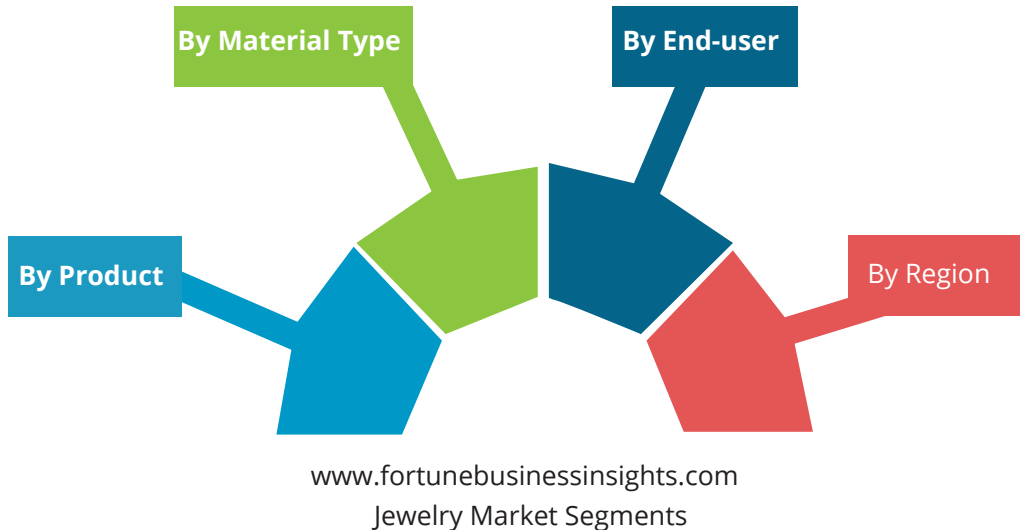 By Material Type
By End-user
By Product
By Region
www.fortunebusinessinsights.com
Jewelry Market Segments